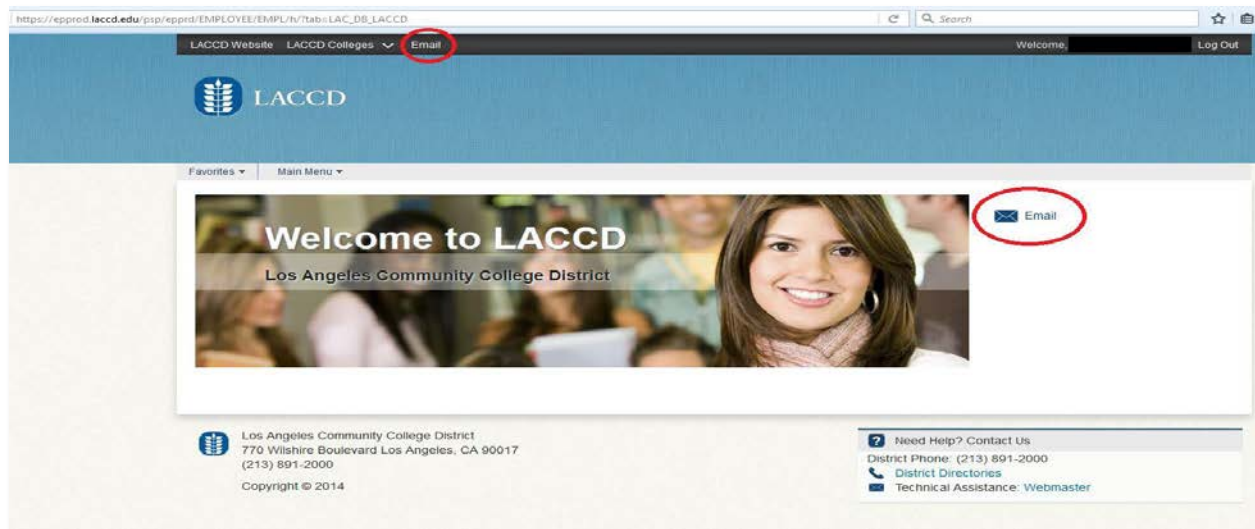 https://epprod.laccd.edu/psp/epprd/EMPLOYEE/EMPL/h/?tab=LAC_DB_LACCD
Search
LACCD Website LACCD Colleges Email Welcome, Log Out
LACCD
Favorites Main Menu
Welcome to LACCD
Los Angeles Community College District
Email
Los Angeles Community College District
770 Wilshire Boulevard Los Angeles, CA 90017
(213) 891-2000
Copyright © 2014
? Need Help? Contact Us
District Phone: (213) 891-2000
District Directories
Technical Assistance: Webmaster